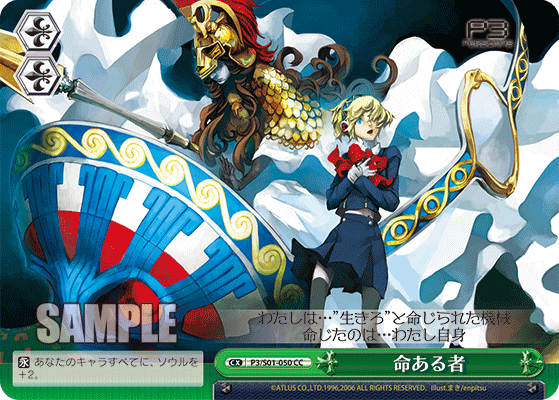 P3
PERSONA3
わたしは…”生きろ”と命じられた機械
命じたのは…わたし自身
SAMPLE
永 あなたのキャラすべてに、ソウルを
+2。
CX P3/S01-050 CC 命ある者
©ATLUS CO.,LTD.1996,2006 ALL RIGHTS RESERVED. illust.まき/eopitsu